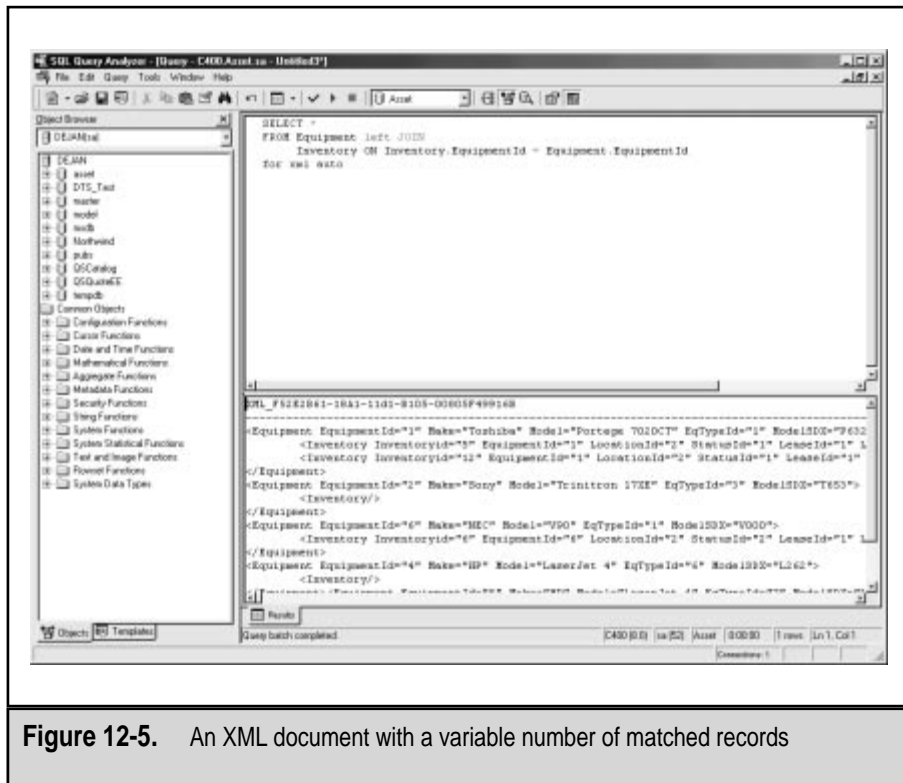 SQL Query Analyzer - [Query - C400.Asset.sa - Untitled3*]
File Edit Query Tools Window Help
Asset
Object Browser
DEJAN(sa)
DEJAN
asset
DTS_Test
master
model
msdb
Northwind
pubs
QSCatalog
QSQuoteEE
tempdb
Common Objects
Configuration Functions
Cursor Functions
Date and Time Functions
Mathematical Functions
Aggregate Functions
Metadata Functions
Security Functions
String Functions
System Functions
System Statistical Functions
Text and Image Functions
Rowset Functions
System Data Types
Objects Templates
SELECT *
FROM Equipment left JOIN
Inventory ON Inventory.EquipmentId = Equipment.EquipmentId
for xml auto
XML_F52E2B61-18A1-11d1-B105-00805F49916B
<Equipment EquipmentId="1" Make="Toshiba" Model="Portege 7020CT" EqTypeId="1" ModelSDX="P632
<Inventory Inventoryid="5" EquipmentId="1" LocationId="2" StatusId="1" LeaseId="1" L
<Inventory Inventoryid="12" EquipmentId="1" LocationId="2" StatusId="1" LeaseId="1"
</Equipment>
<Equipment EquipmentId="2" Make="Sony" Model="Trinitron 17XE" EqTypeId="3" ModelSDX="T653">
<Inventory/>
</Equipment>
<Equipment EquipmentId="6" Make="NEC" Model="V90" EqTypeId="1" ModelSDX="V000">
<Inventory Inventoryid="6" EquipmentId="6" LocationId="2" StatusId="2" LeaseId="1" L
</Equipment>
<Equipment EquipmentId="4" Make="HP" Model="LaserJet 4" EqTypeId="6" ModelSDX="L262">
<Inventory/>
Results
Query batch completed. C400 (8.0) sa (52) Asset 0:00:00 1 rows Ln 1, Col 1
Connections: 1
Figure 12-5. An XML document with a variable number of matched records